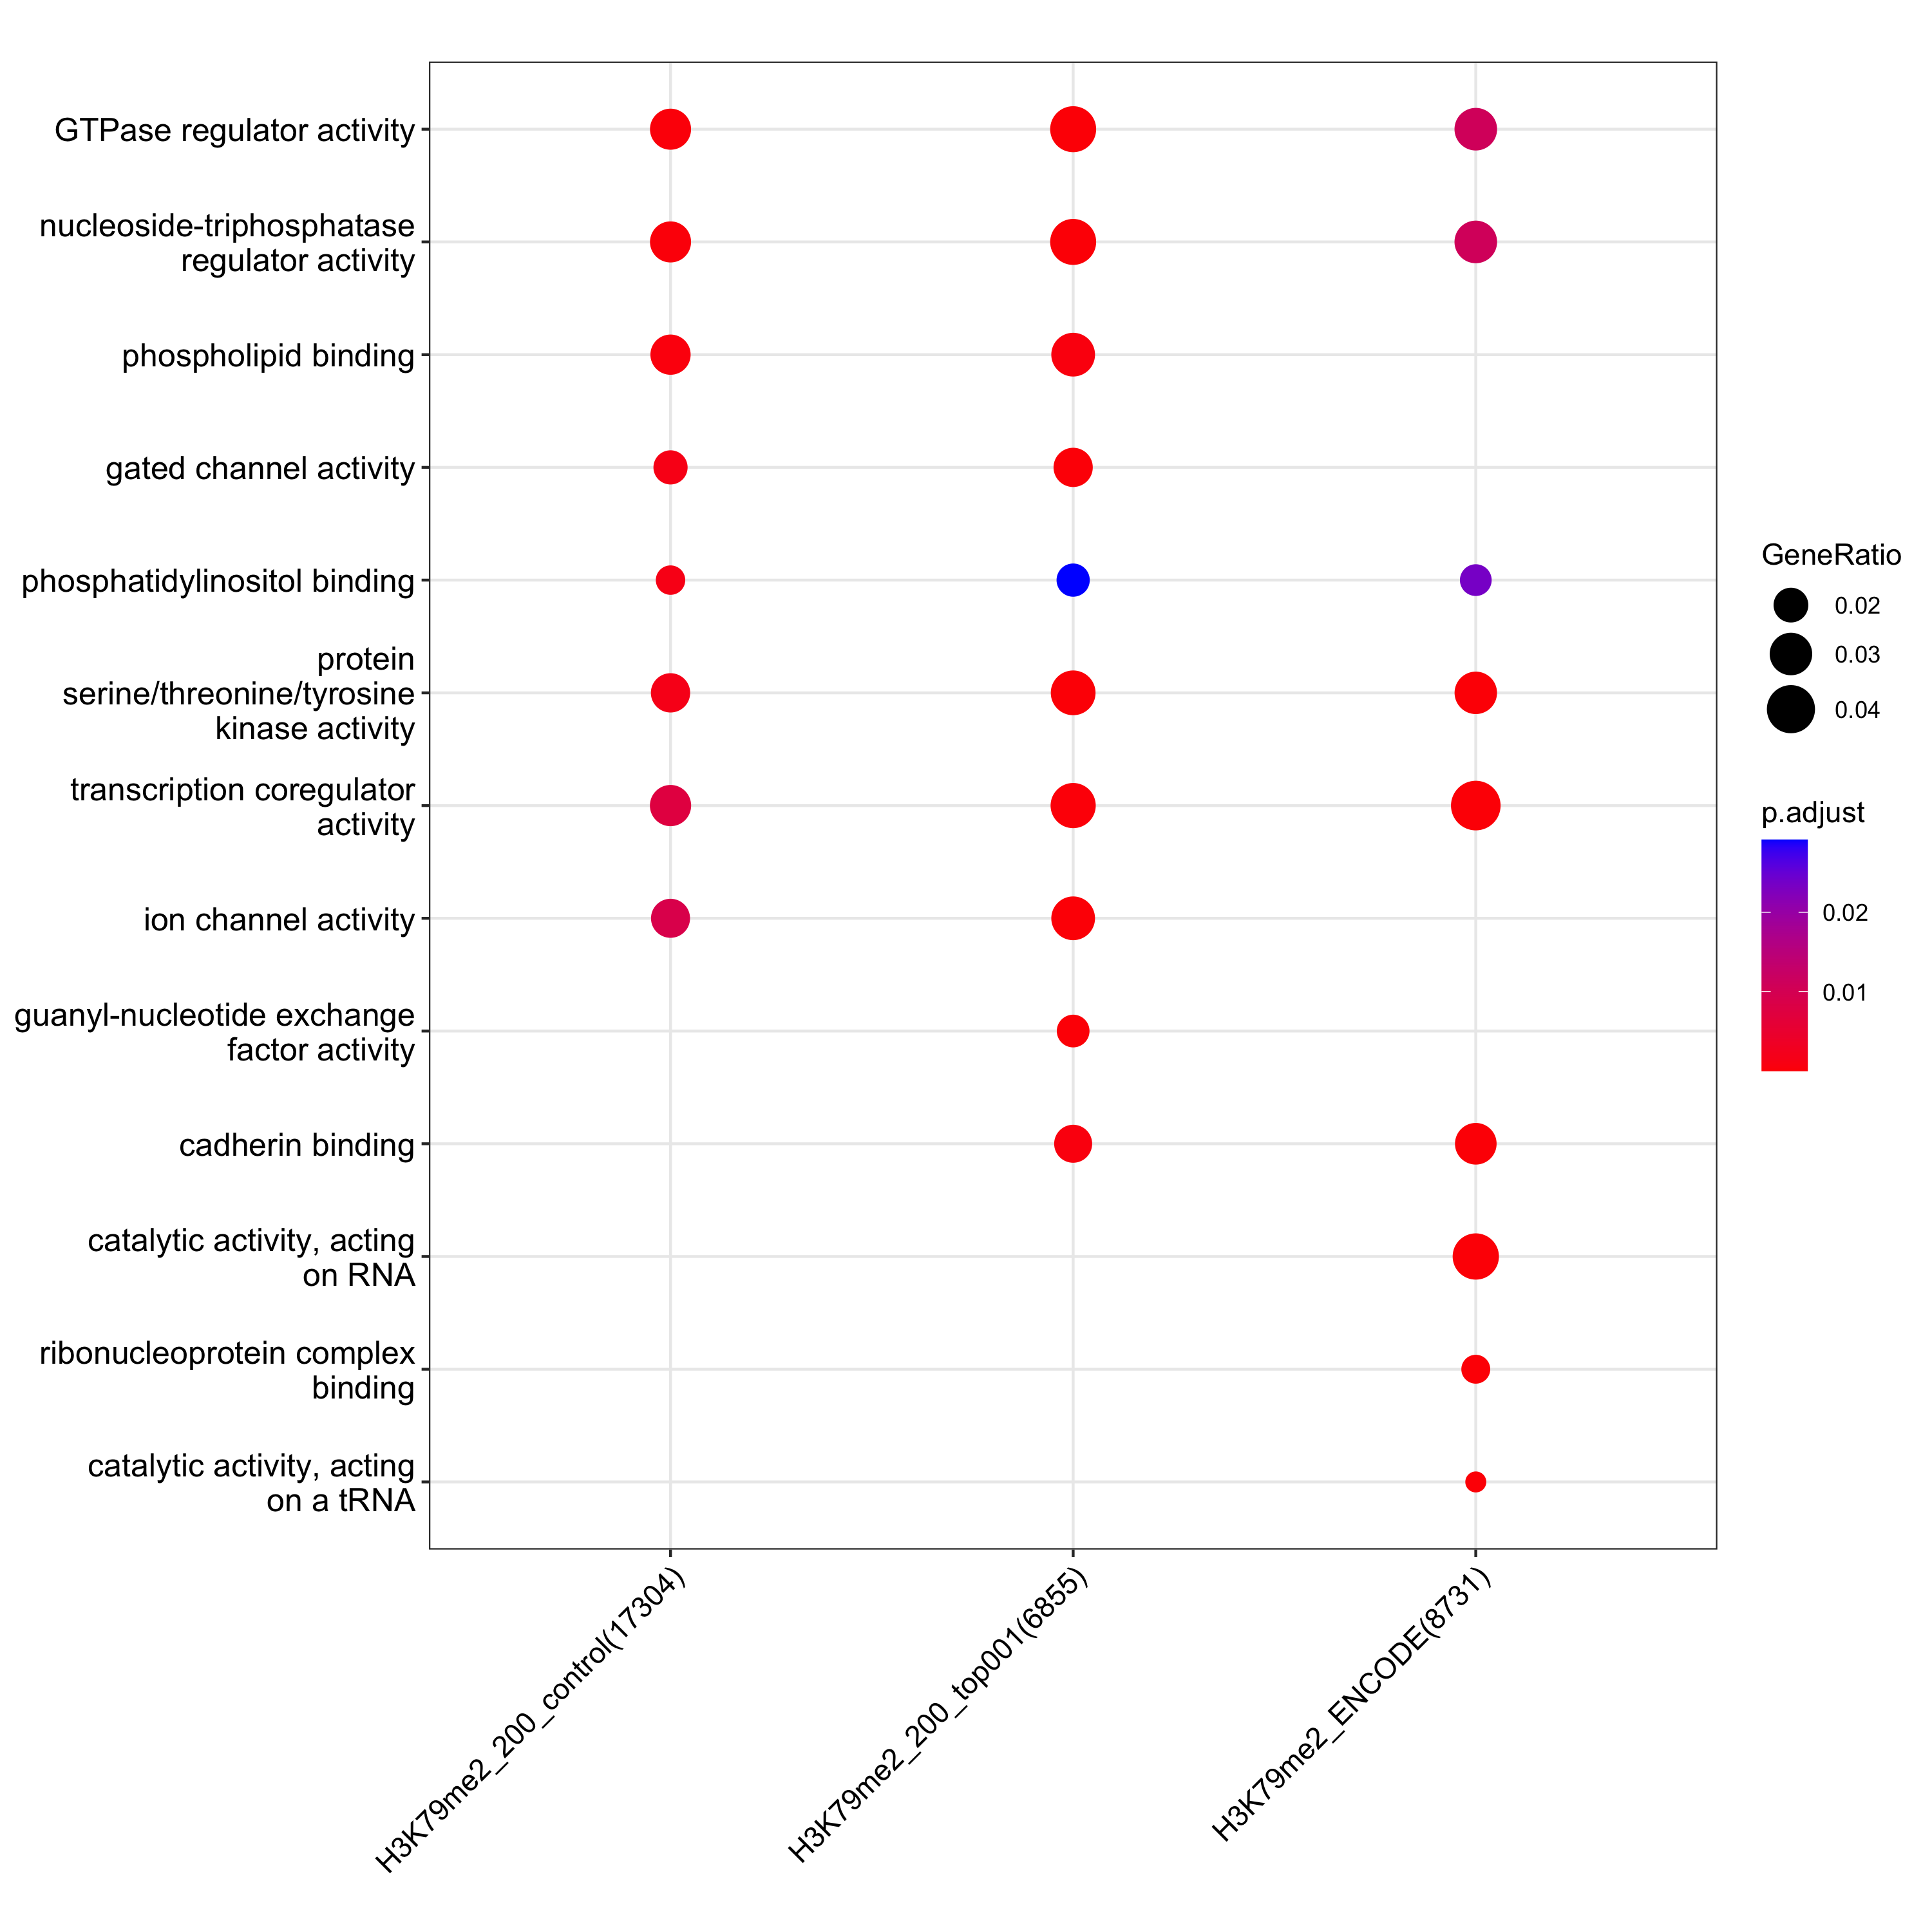 GTPase regulator activity
nucleoside-triphosphatase
regulator activity
phospholipid binding
gated channel activity
phosphatidylinositol binding
protein
serine/threonine/tyrosine
kinase activity
transcription coregulator
activity
ion channel activity
guanyl-nucleotide exchange
factor activity
cadherin binding
catalytic activity, acting
on RNA
ribonucleoprotein complex
binding
catalytic activity, acting
on a tRNA
H3K79me2_200_control(17304)
H3K79me2_200_top001(6855)
H3K79me2_ENCODE(8731)
GeneRatio
0.02
0.03
0.04
p.adjust
0.02
0.01